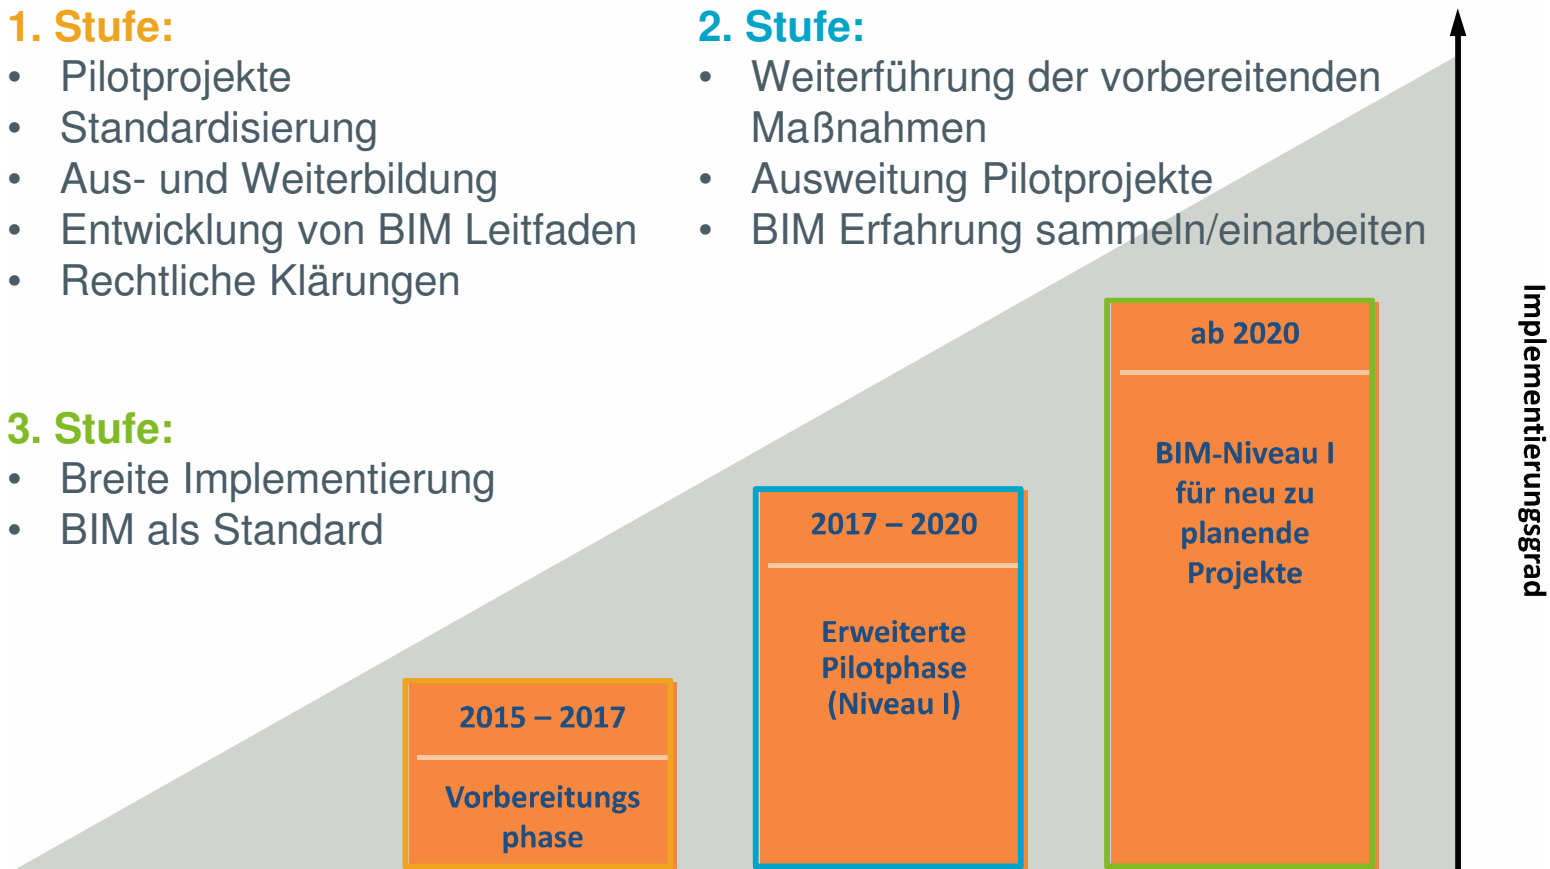 1. Stufe:
• Pilotprojekte
• Standardisierung
• Aus- und Weiterbildung
• Entwicklung von BIM Leitfaden
• Rechtliche Klärungen
2. Stufe:
• Weiterführung der vorbereitenden
Maßnahmen
• Ausweitung Pilotprojekte
• BIM Erfahrung sammeln/einarbeiten
3. Stufe:
• Breite Implementierung
• BIM als Standard
2015 – 2017
Vorbereitungs
phase
2017 – 2020
Erweiterte
Pilotphase
(Niveau I)
ab 2020
BIM-Niveau I
für neu zu
planende
Projekte
Implementierungsgrad